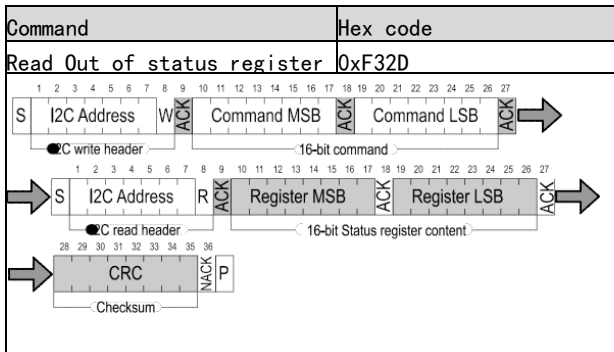 Command Hex code
Read Out of status register 0xF32D
1 2 3 4 5 6 7 8 9 10 11 12 13 14 15 16 17 18 19 20 21 22 23 24 25 26 27
S I2C Address W ACK Command MSB ACK Command LSB ACK
2C write header 16-bit command
1 2 3 4 5 6 7 8 9 10 11 12 13 14 15 16 17 18 19 20 21 22 23 24 25 26 27
S I2C Address R ACK Register MSB ACK Register LSB ACK
2C read header 16-bit Status register content
28 29 30 31 32 33 34 35 36
CRC NACK P
Checksum